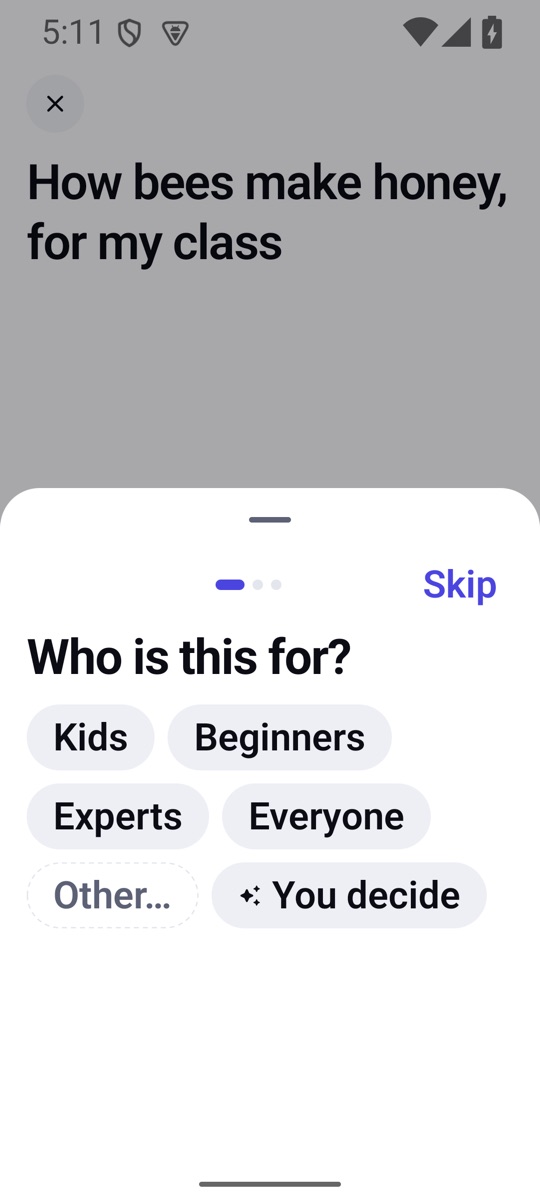 5:11
How bees make honey,
for my class
Skip
Who is this for?
Kids
Beginners
Experts
Everyone
Other...
You decide